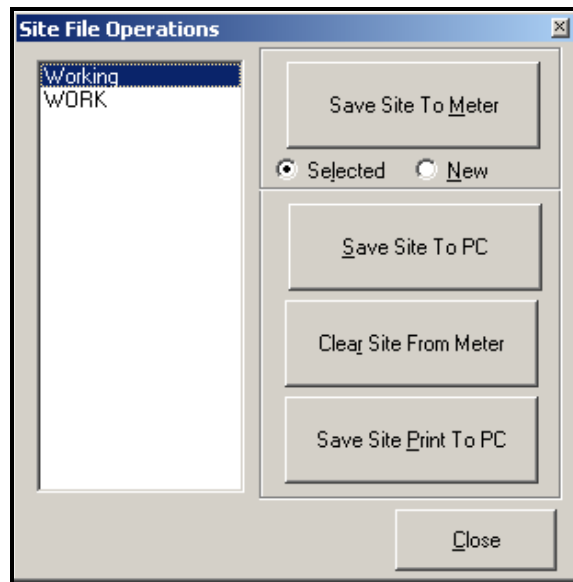 Site File Operations
Working
WORK
Save Site To Meter
Selected New
Save Site To PC
Clear Site From Meter
Save Site Print To PC
Close